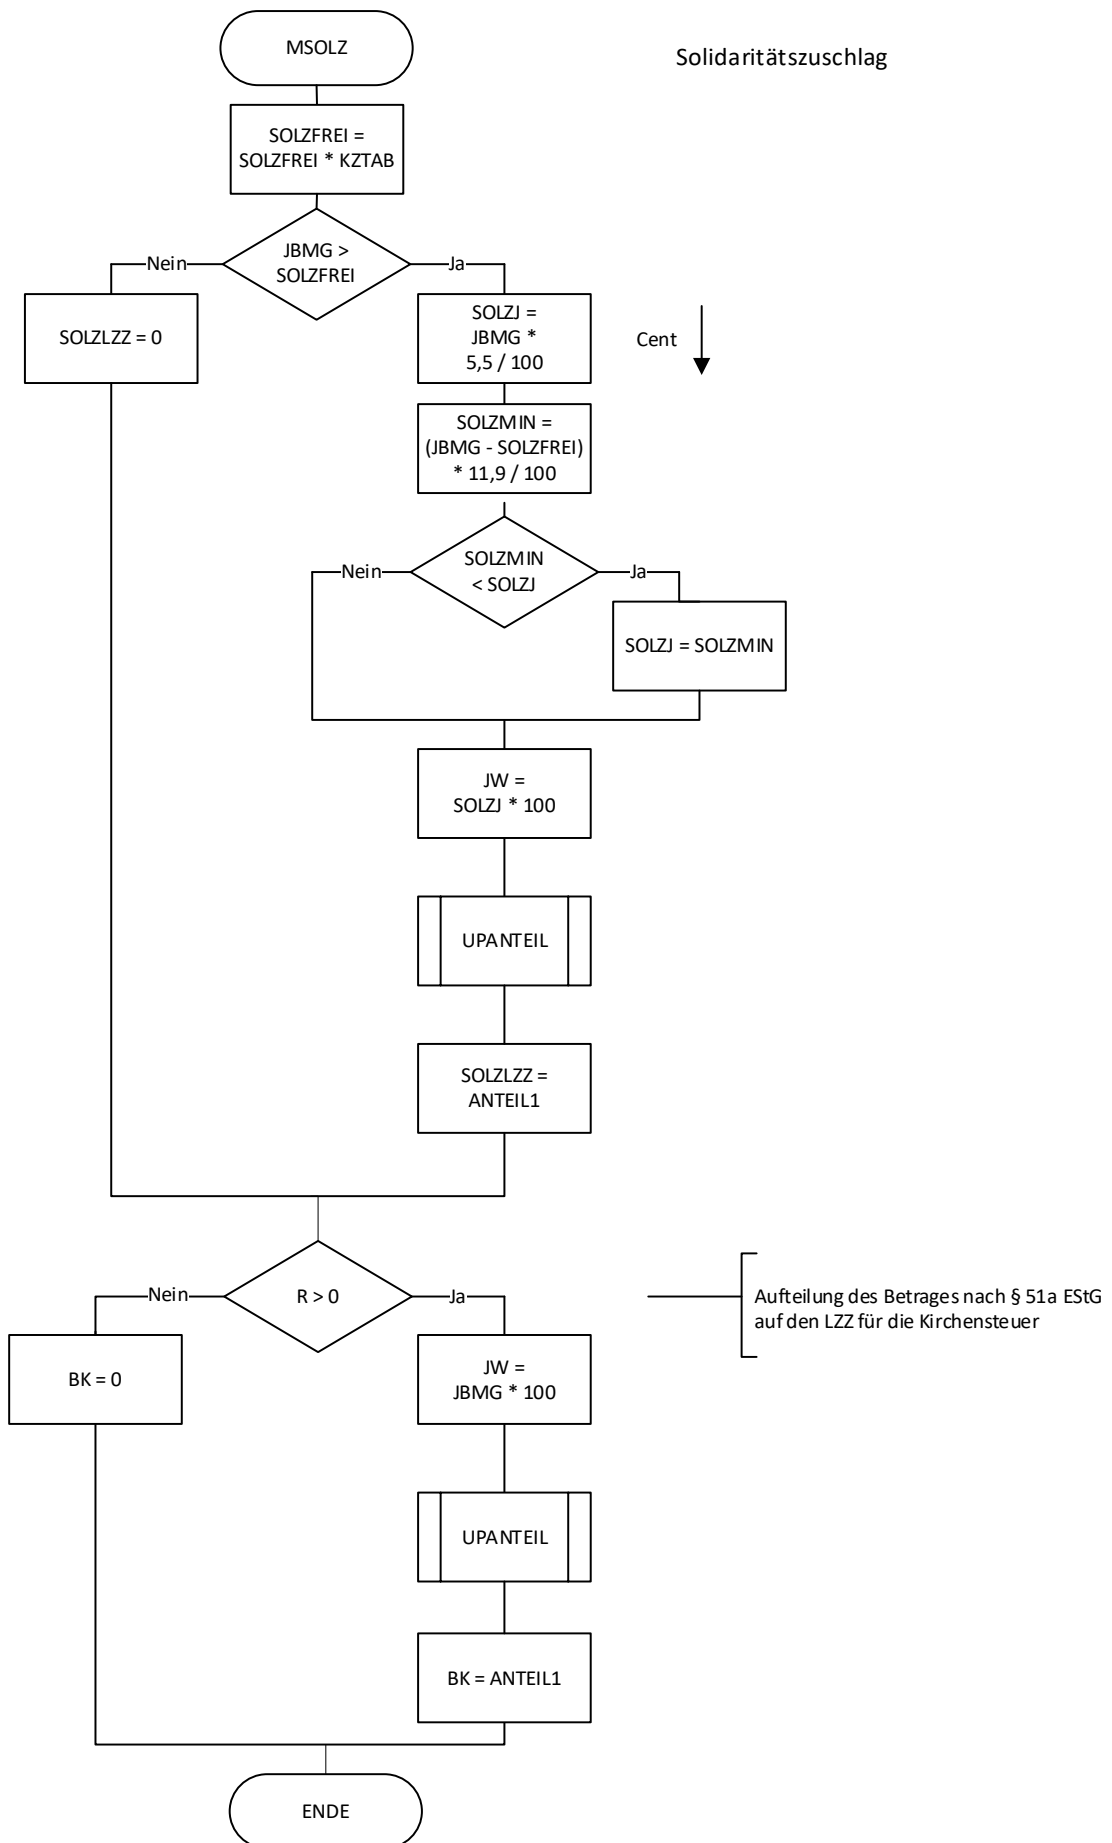 MSOLZ
Solidaritätszuschlag
SOLZFREI =
SOLZFREI * KZTAB
JBMG >
SOLZFREI
Nein
Ja
SOLZLZZ = 0
SOLZJ =
JBMG *
5,5 / 100
Cent
SOLZMIN =
(JBMG - SOLZFREI)
* 11,9 / 100
SOLZMIN
< SOLZJ
Nein
Ja
SOLZJ = SOLZMIN
JW =
SOLZJ * 100
UPANTEIL
SOLZLZZ =
ANTEIL1
R > 0
Nein
Ja
Aufteilung des Betrages nach § 51a EStG
auf den LZZ für die Kirchensteuer
BK = 0
JW =
JBMG * 100
UPANTEIL
BK = ANTEIL1
ENDE